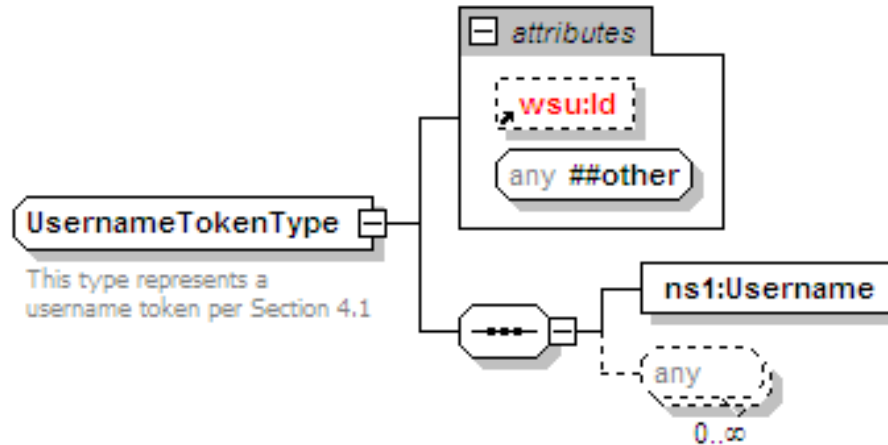 attributes
wsu:Id
any ##other
UsernameTokenType
This type represents a
username token per Section 4.1
ns1:Username
any
0..∞